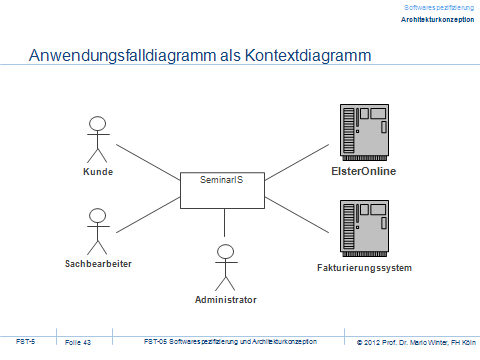 Softwarespezifizierung
Architekturkonzeption
Anwendungsfalldiagramm als Kontextdiagramm
Kunde
SeminarIS
ElsterOnline
Sachbearbeiter
Fakturierungssystem
Administrator
FST-5 Folie 43 FST-05 Softwarespezifizierung und Architekturkonzeption © 2012 Prof. Dr. Mario Winter, FH Köln